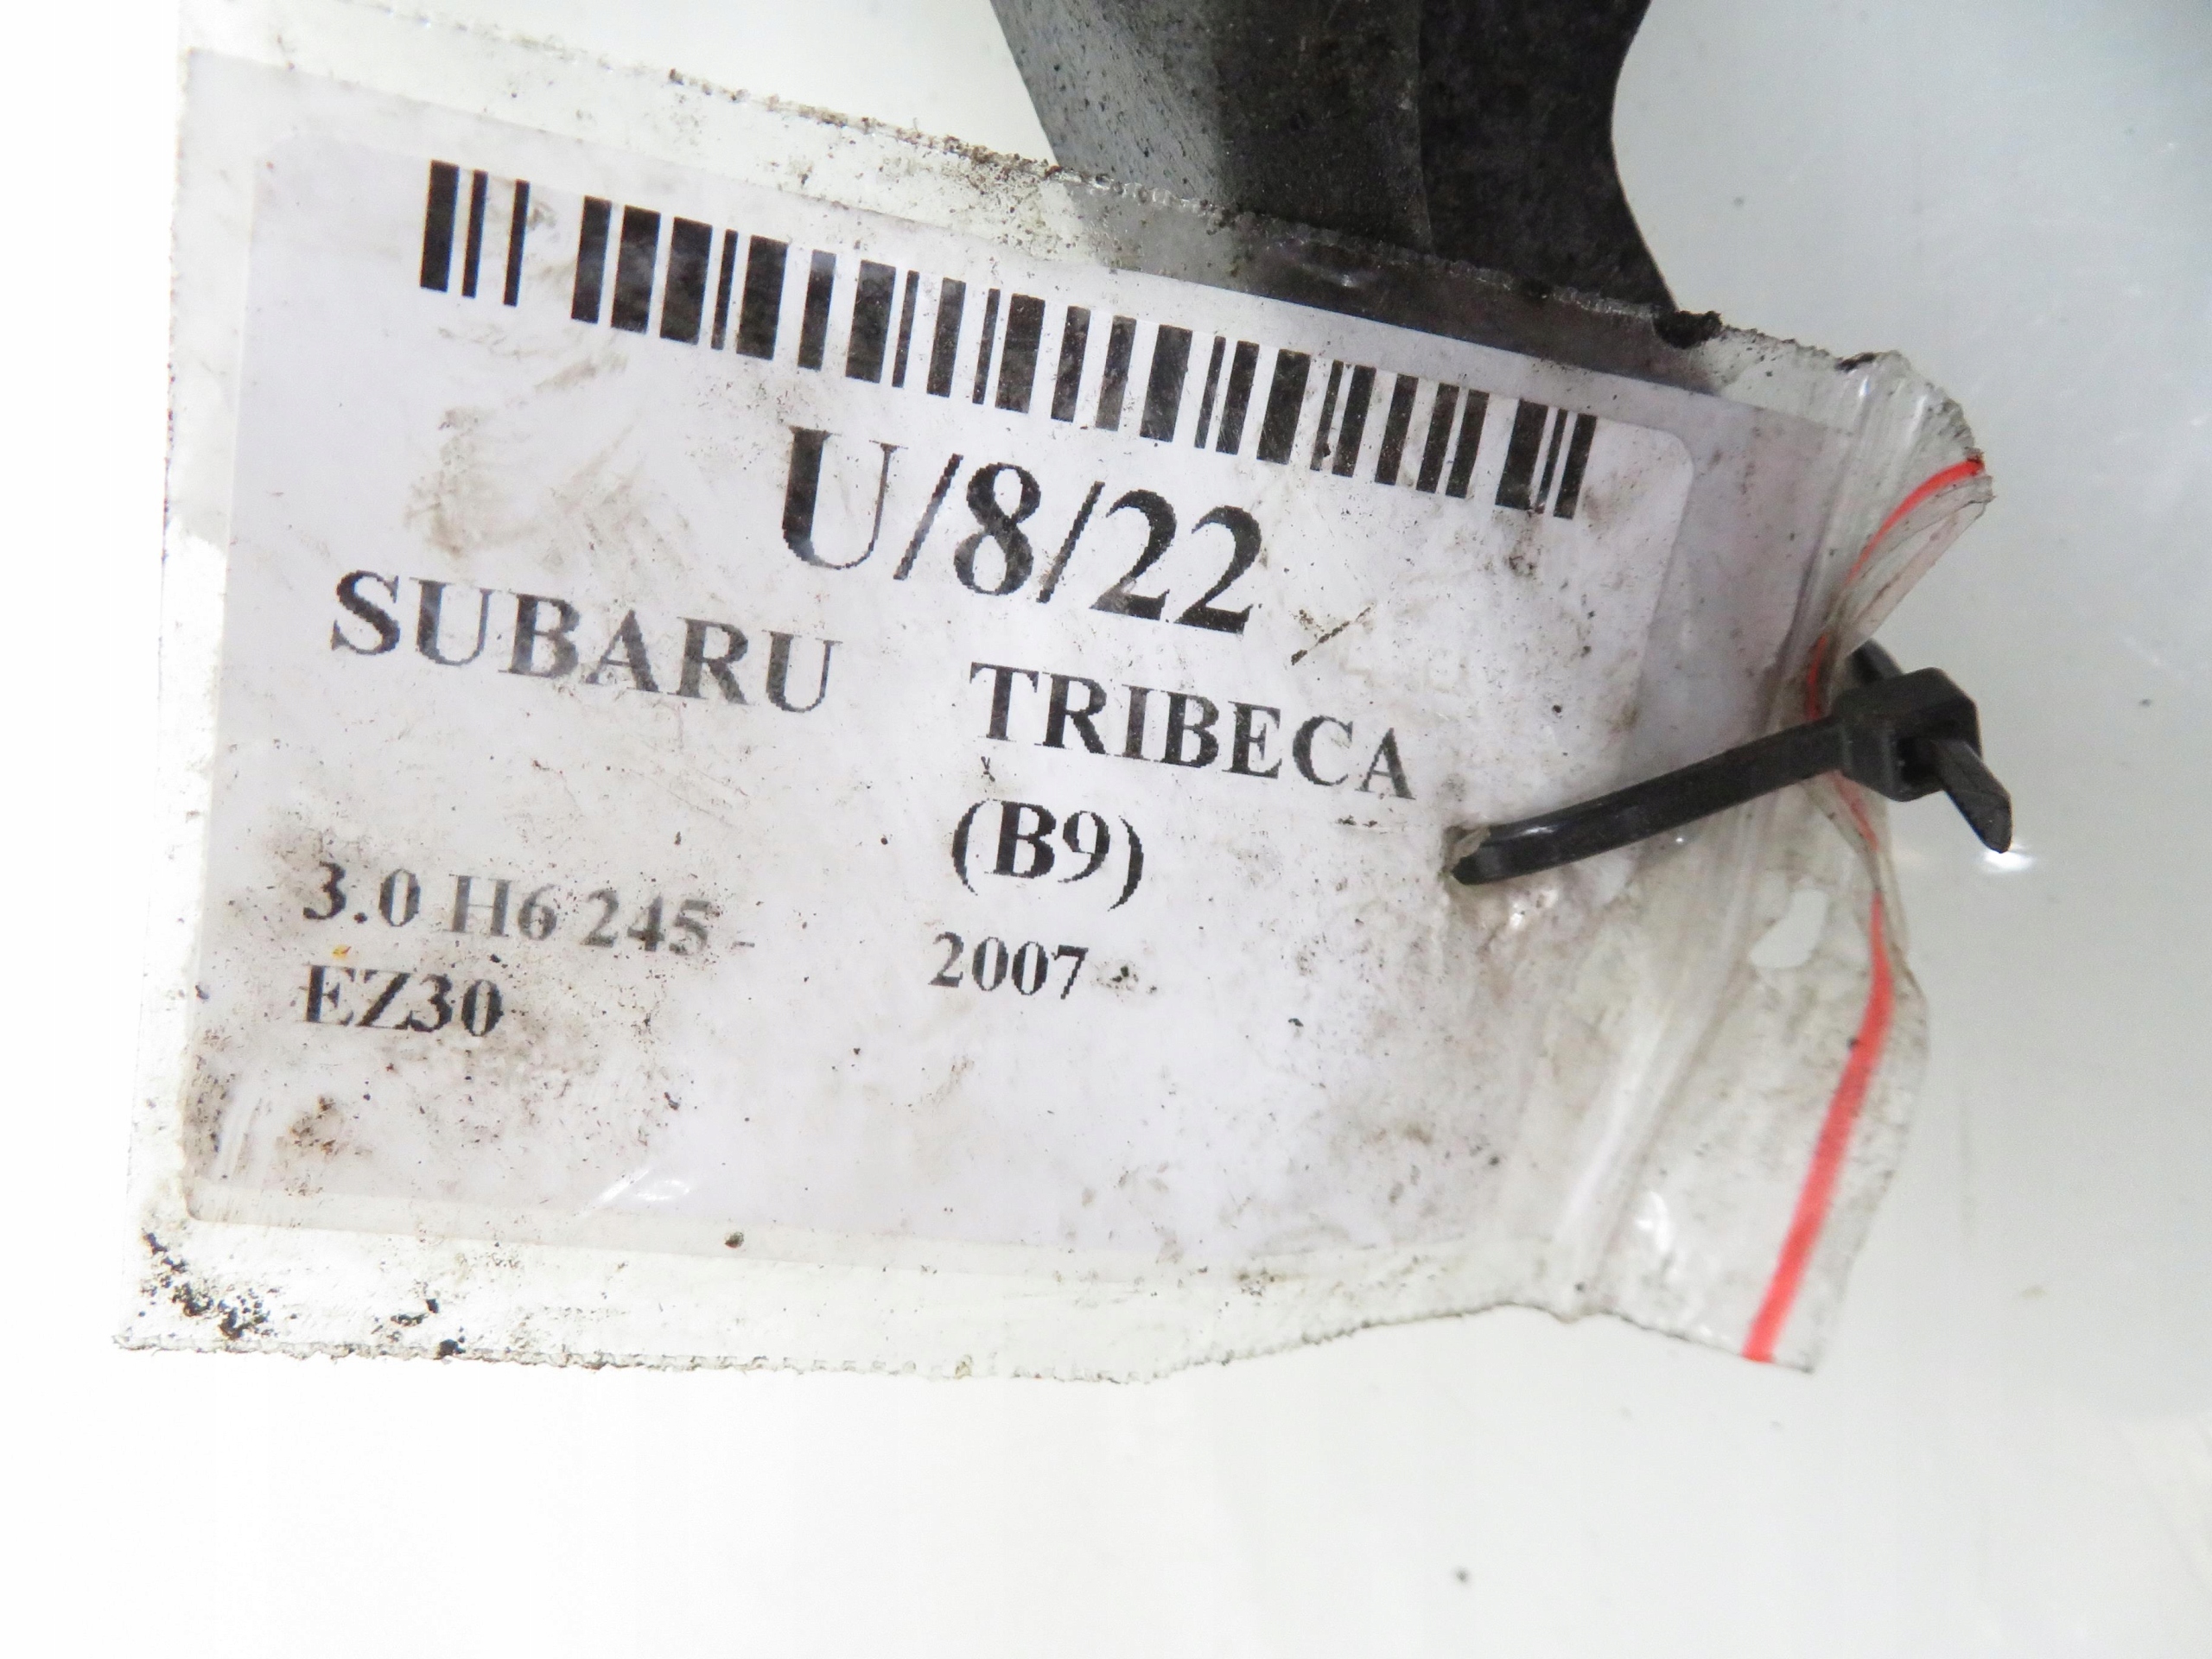 U/8/22
SUBARU TRIBECA
(B9)
3.0 H6 245 - 2007
EZ30